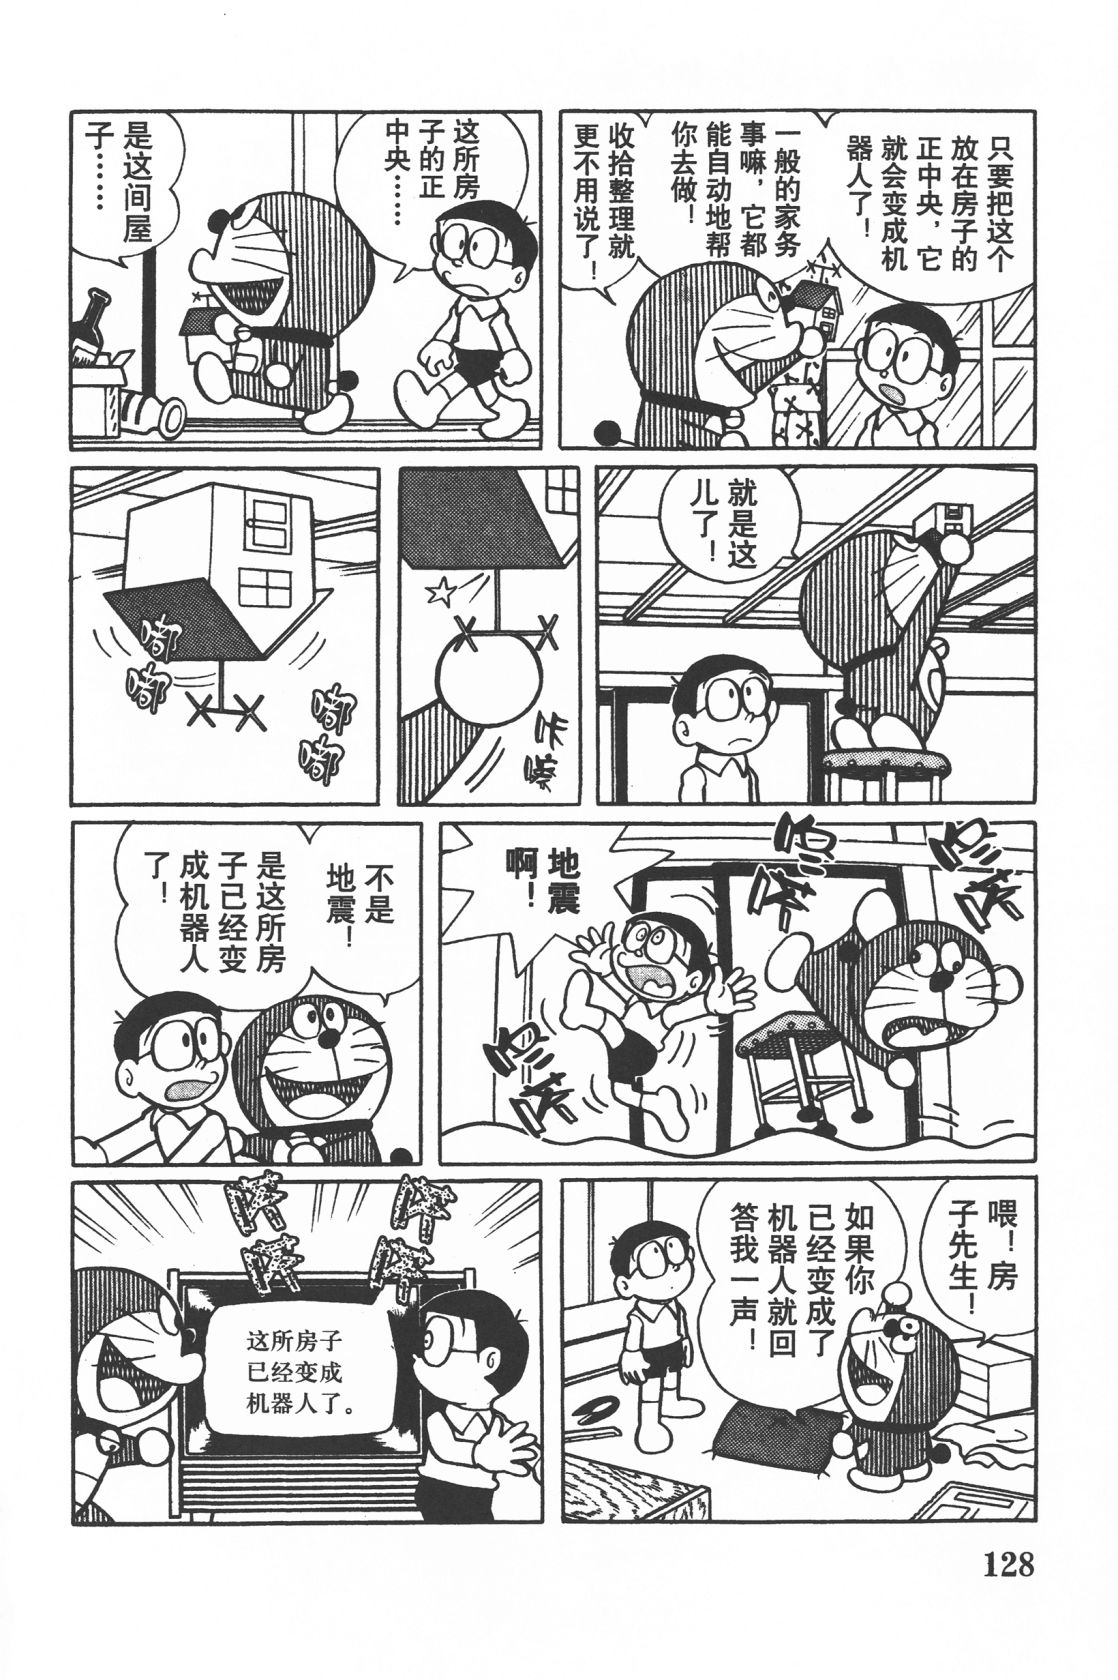 只要把这个
放在房子的
正中央，它
就会变成机
器人了！
一般的家务
事嘛，它都
能自动地帮
你去做！
收拾整理就
更不用说了！
这所房
子的正
中央……
是这间屋
子……
就是这
儿了！
咔
嚓
嘟
嘟
嘟
嘟
地震
啊！
不是
地震！
是这所房
子已经变
成机器人
了！
喂！房
子先生！
如果你
已经变成了
机器人就回
答我一声！
这所房子
已经变成
机器人了。
128